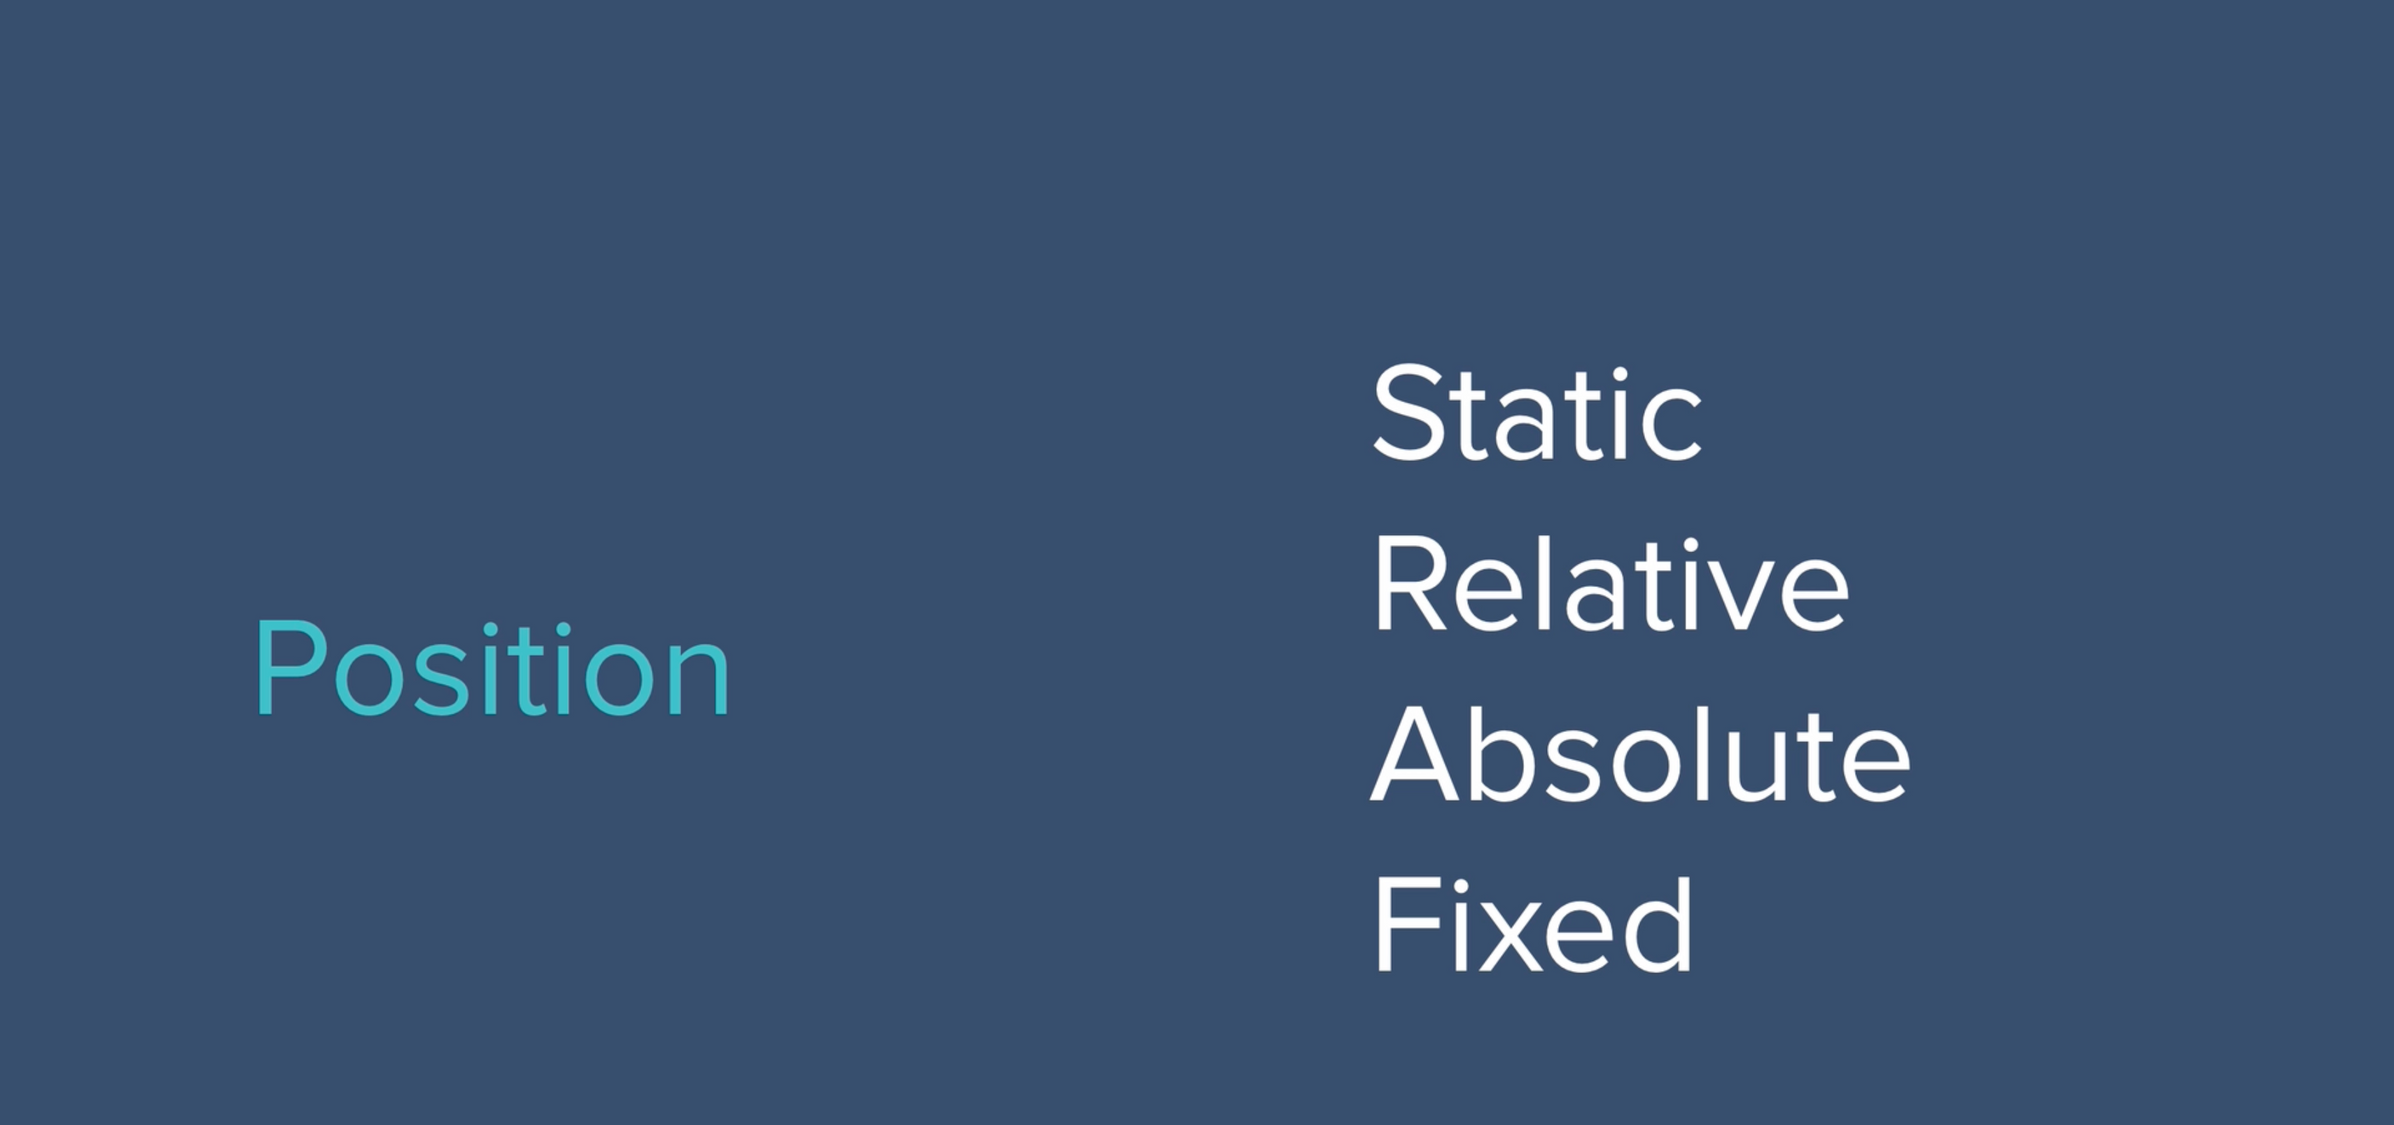 Position
Static
Relative
Absolute
Fixed